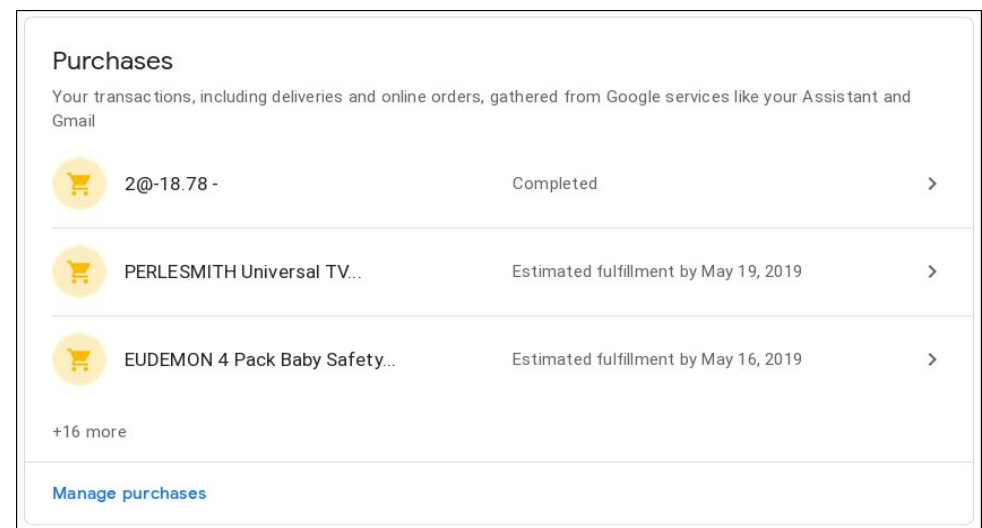 Purchases
Your transactions, including deliveries and online orders, gathered from Google services like your Assistant and
Gmail
2@-18.78 - Completed
PERLESMITH Universal TV... Estimated fulfillment by May 19, 2019
EUDEMON 4 Pack Baby Safety... Estimated fulfillment by May 16, 2019
+16 more
Manage purchases